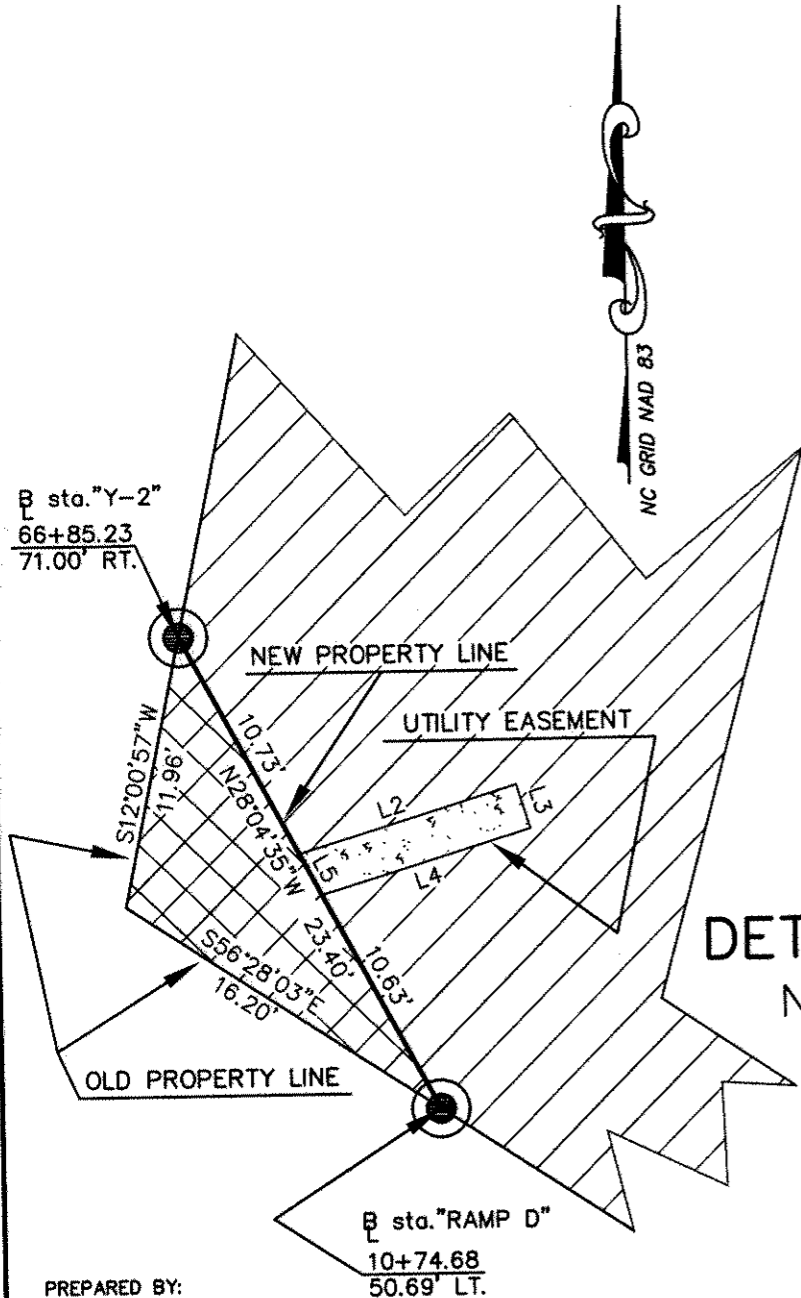 NC GRID NAD 83
B
L sta."Y-2"
66+85.23
71.00' RT.
NEW PROPERTY LINE
UTILITY EASEMENT
S12°00'57"W
11.96'
10.73'
N28°04'35"W
23.40'
10.63'
L2
L3
L4
L5
S56°28'03"E
16.20'
DET
N
OLD PROPERTY LINE
B
L sta."RAMP D"
10+74.68
50.69' LT.
PREPARED BY: